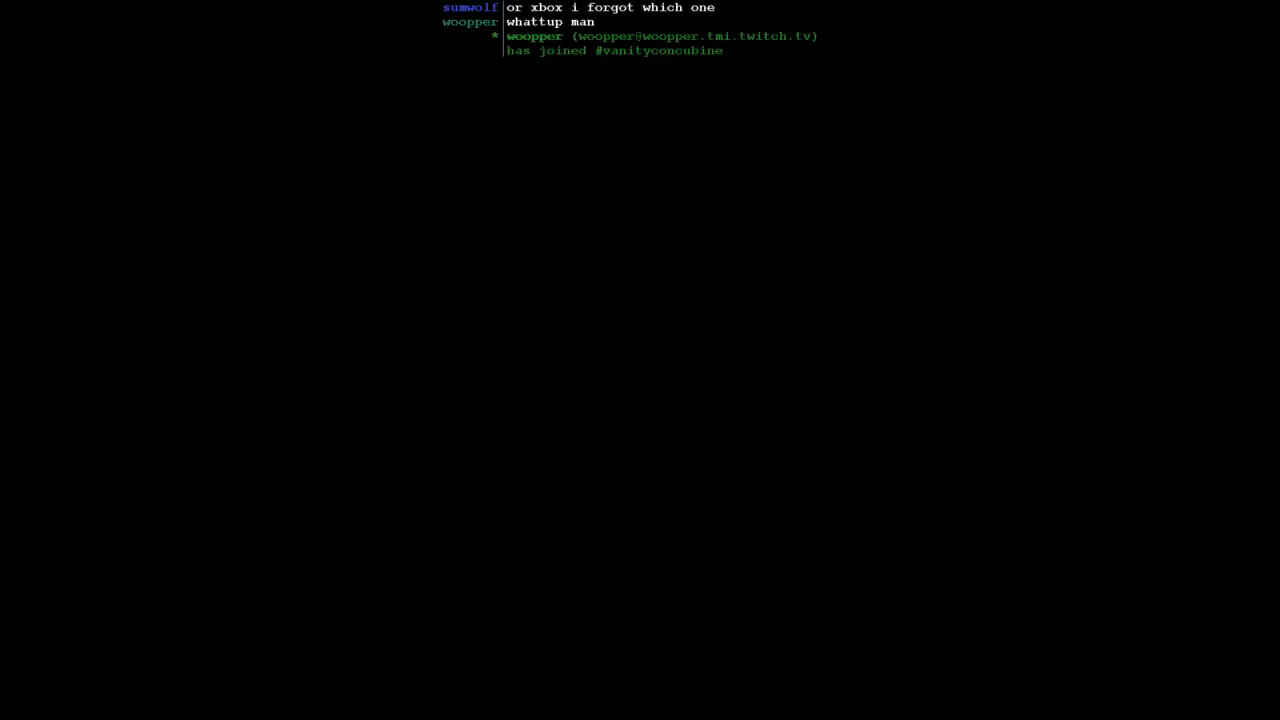 sumwolf or xbox i forgot which one
woopper whattup man
* woopper (woopper@woopper.tmi.twitch.tv)
has joined #vanityconcubine